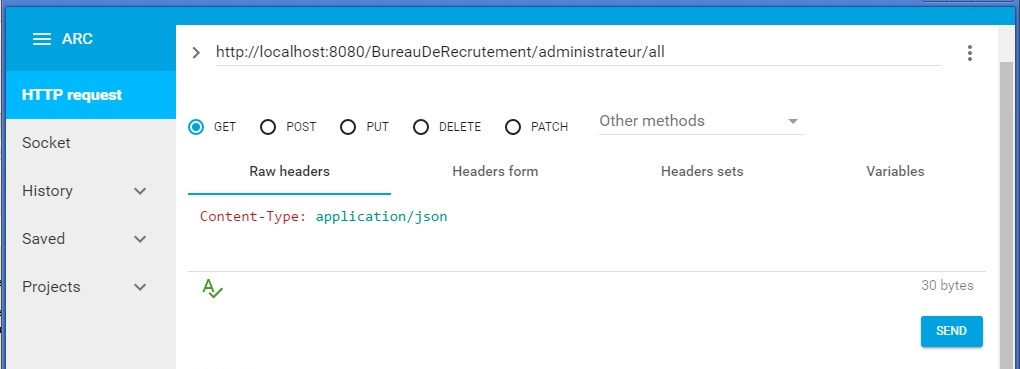 ARC
http://localhost:8080/BureauDeRecrutement/administrateur/all
HTTP request
GET POST PUT DELETE PATCH Other methods
Socket
Raw headers Headers form Headers sets Variables
History
Content-Type: application/json
Saved
Projects
30 bytes
SEND